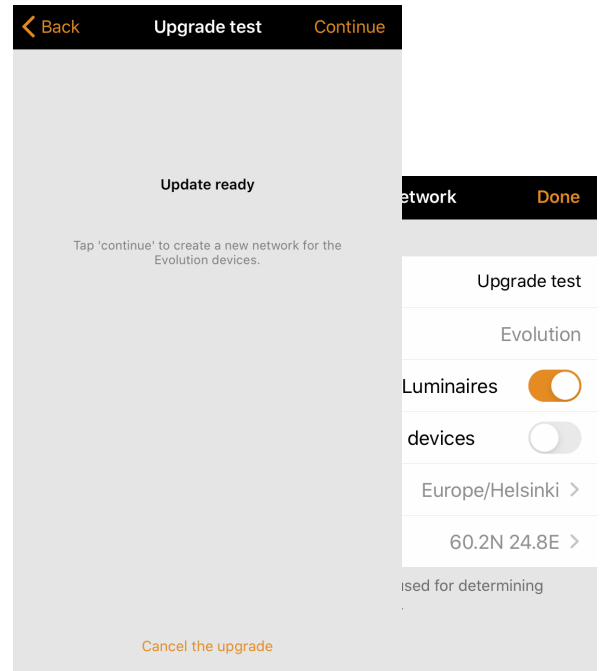 Back
Upgrade test
Continue
Update ready
Tap 'continue' to create a new network for the
Evolution devices.
Cancel the upgrade
etwork
Done
Upgrade test
Evolution
Luminaires
devices
Europe/Helsinki
60.2N 24.8E
used for determining